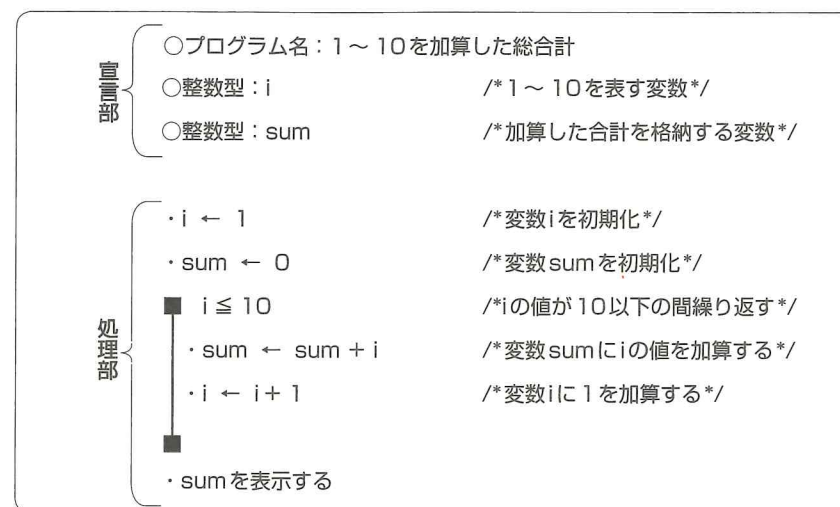 宣言部
○プログラム名：1～10を加算した総合計
○整数型：i /*1～10を表す変数*/
○整数型：sum /*加算した合計を格納する変数*/
処理部
・i ← 1 /*変数iを初期化*/
・sum ← 0 /*変数sumを初期化*/
■ i≦10 /*iの値が10以下の間繰り返す*/
・sum ← sum＋i /*変数sumにiの値を加算する*/
・i ← i＋1 /*変数iに1を加算する*/
■
・sumを表示する